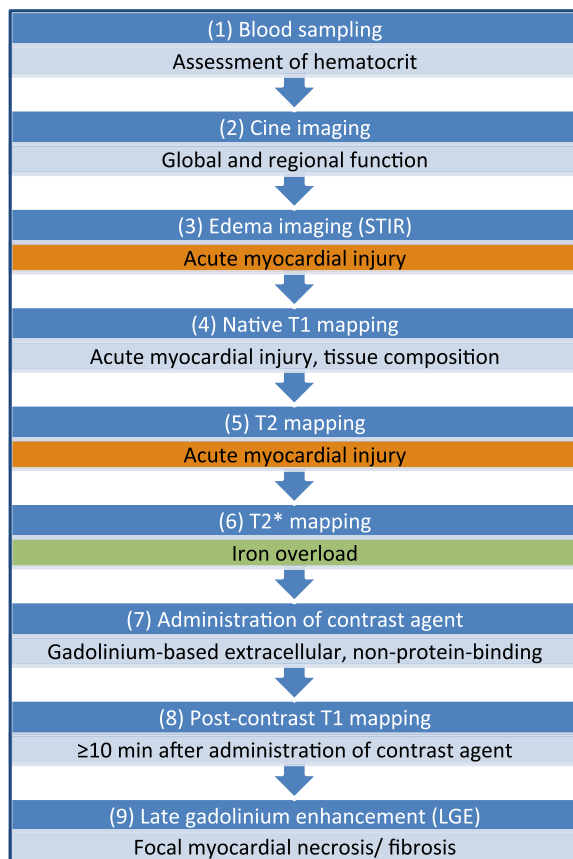 (1) Blood sampling
Assessment of hematocrit
(2) Cine imaging
Global and regional function
(3) Edema imaging (STIR)
Acute myocardial injury
(4) Native T1 mapping
Acute myocardial injury, tissue composition
(5) T2 mapping
Acute myocardial injury
(6) T2* mapping
Iron overload
(7) Administration of contrast agent
Gadolinium-based extracellular, non-protein-binding
(8) Post-contrast T1 mapping
≥10 min after administration of contrast agent
(9) Late gadolinium enhancement (LGE)
Focal myocardial necrosis/ fibrosis